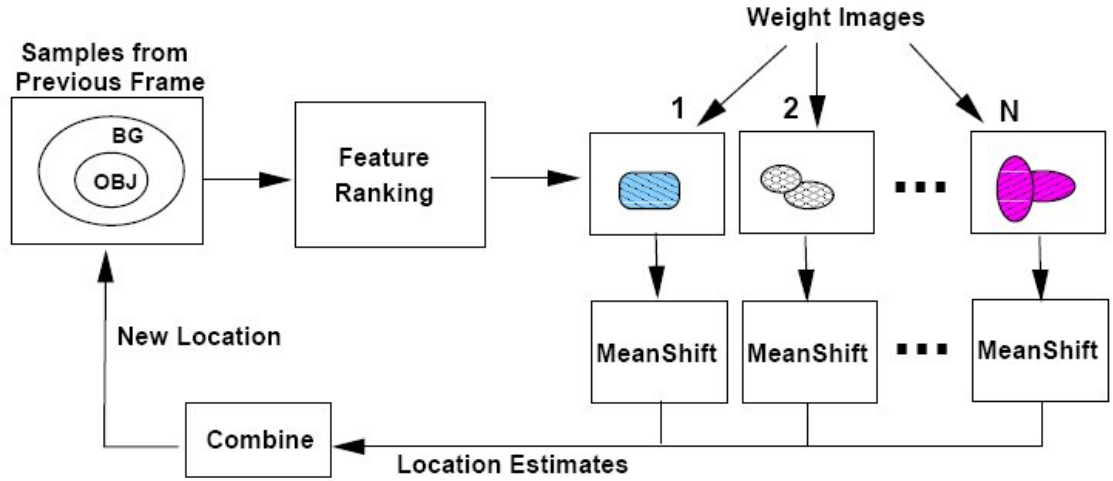 Weight Images
Samples from
Previous Frame
BG
OBJ
Feature
Ranking
1
2
N
...
MeanShift
MeanShift
...
MeanShift
New Location
Combine
Location Estimates